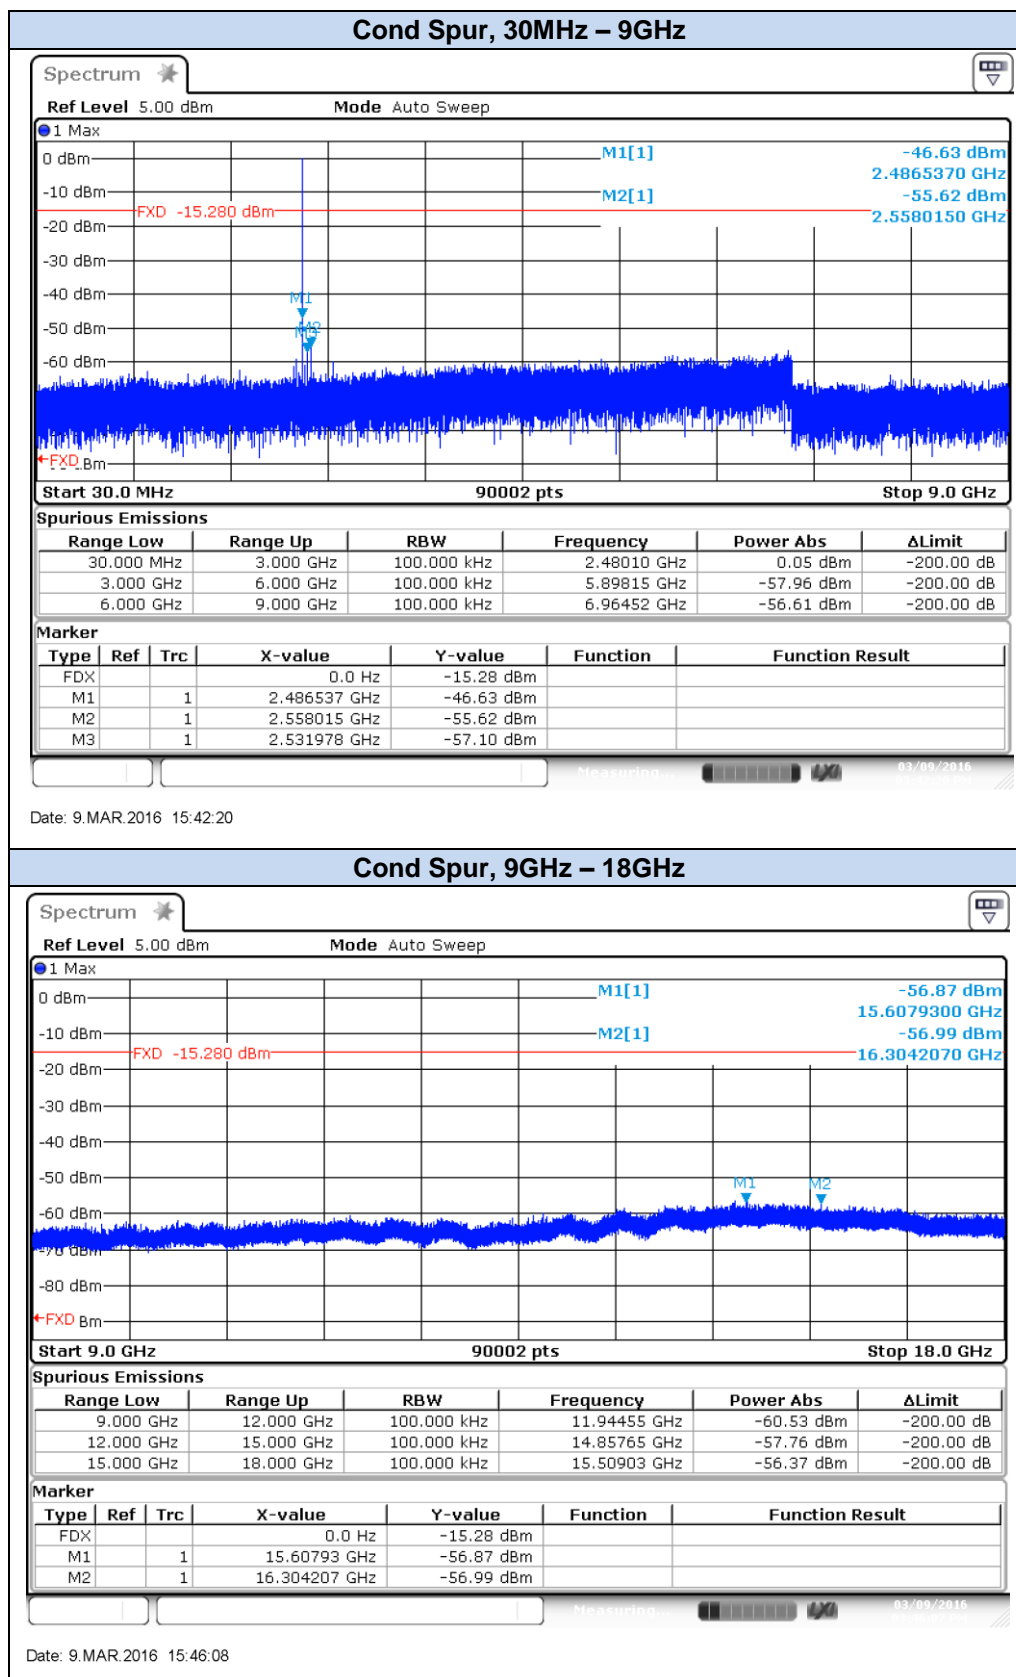 Cond Spur, 30MHz – 9GHz
Spectrum
Ref Level 5.00 dBm Mode Auto Sweep
1 Max
M1[1] -46.63 dBm
2.4865370 GHz
M2[1] -55.62 dBm
2.5580150 GHz
0 dBm
-10 dBm
FXD -15.280 dBm
-20 dBm
-30 dBm
-40 dBm
M1
-50 dBm
M2
-60 dBm
FXD Bm
Start 30.0 MHz 90002 pts Stop 9.0 GHz
Spurious Emissions
Range Low Range Up RBW Frequency Power Abs ΔLimit
30.000 MHz 3.000 GHz 100.000 kHz 2.48010 GHz 0.05 dBm -200.00 dB
3.000 GHz 6.000 GHz 100.000 kHz 5.89815 GHz -57.96 dBm -200.00 dB
6.000 GHz 9.000 GHz 100.000 kHz 6.96452 GHz -56.61 dBm -200.00 dB
Marker
Type Ref Trc X-value Y-value Function Function Result
FDX 0.0 Hz -15.28 dBm
M1 1 2.486537 GHz -46.63 dBm
M2 1 2.558015 GHz -55.62 dBm
M3 1 2.531978 GHz -57.10 dBm
Measuring... LXI 03/09/2016
Date: 9.MAR.2016 15:42:20
Cond Spur, 9GHz – 18GHz
Spectrum
Ref Level 5.00 dBm Mode Auto Sweep
1 Max
M1[1] -56.87 dBm
15.6079300 GHz
M2[1] -56.99 dBm
16.3042070 GHz
0 dBm
-10 dBm
FXD -15.280 dBm
-20 dBm
-30 dBm
-40 dBm
-50 dBm
M1 M2
-60 dBm
-70 dBm
-80 dBm
FXD Bm
Start 9.0 GHz 90002 pts Stop 18.0 GHz
Spurious Emissions
Range Low Range Up RBW Frequency Power Abs ΔLimit
9.000 GHz 12.000 GHz 100.000 kHz 11.94455 GHz -60.53 dBm -200.00 dB
12.000 GHz 15.000 GHz 100.000 kHz 14.85765 GHz -57.76 dBm -200.00 dB
15.000 GHz 18.000 GHz 100.000 kHz 15.50903 GHz -56.37 dBm -200.00 dB
Marker
Type Ref Trc X-value Y-value Function Function Result
FDX 0.0 Hz -15.28 dBm
M1 1 15.60793 GHz -56.87 dBm
M2 1 16.304207 GHz -56.99 dBm
Measuring... LXI 03/09/2016
Date: 9.MAR.2016 15:46:08